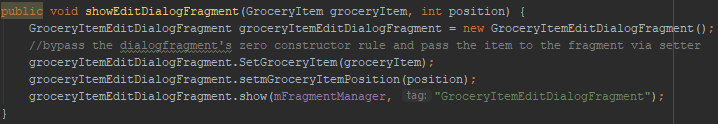 public void showEditDialogFragment(GroceryItem groceryItem, int position) {
GroceryItemEditDialogFragment groceryItemEditDialogFragment = new GroceryItemEditDialogFragment();
//bypass the dialogfragment's zero constructor rule and pass the item to the fragment via setter
groceryItemEditDialogFragment.SetGroceryItem(groceryItem);
groceryItemEditDialogFragment.setmGroceryItemPosition(position);
groceryItemEditDialogFragment.show(mFragmentManager, tag: "GroceryItemEditDialogFragment");
}